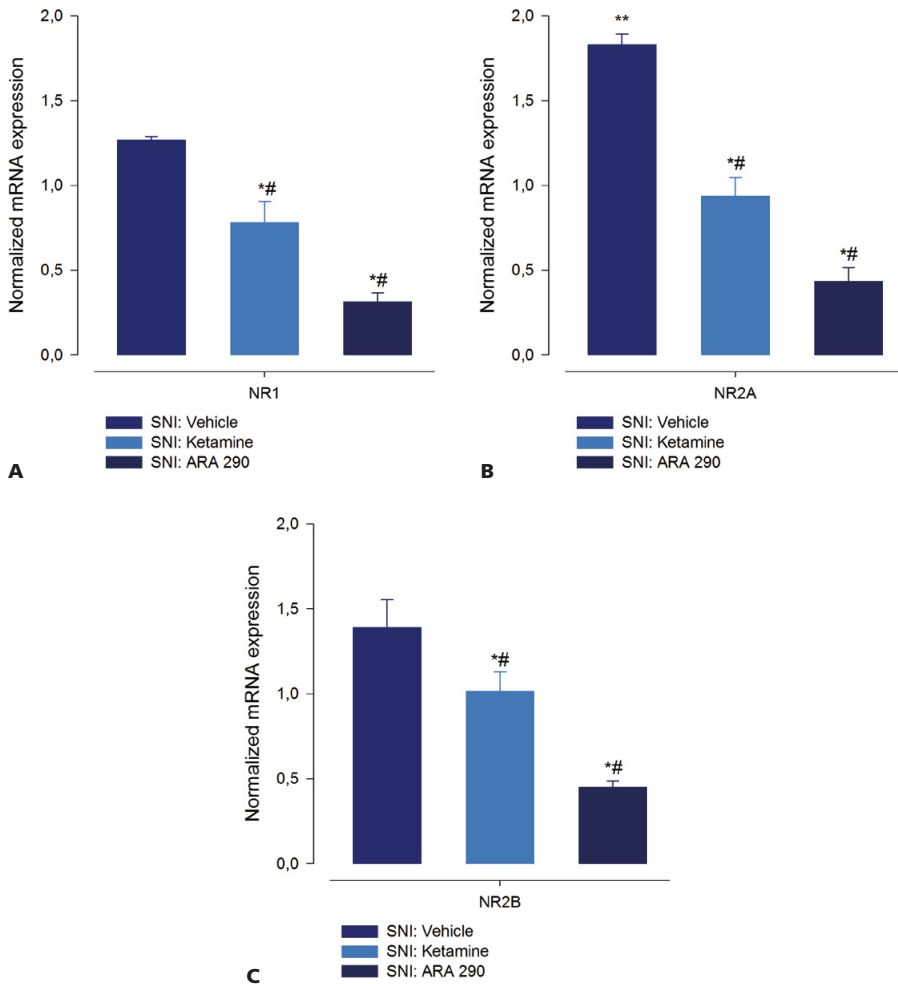 Normalized mRNA expression
2,0
1,5
1,0
0,5
0,0
*#
*#
NR1
SNI: Vehicle
SNI: Ketamine
SNI: ARA 290
A
Normalized mRNA expression
2,0
1,5
1,0
0,5
0,0
**
*#
*#
NR2A
SNI: Vehicle
SNI: Ketamine
SNI: ARA 290
B
Normalized mRNA expression
2,0
1,5
1,0
0,5
0,0
*#
*#
NR2B
SNI: Vehicle
SNI: Ketamine
SNI: ARA 290
C